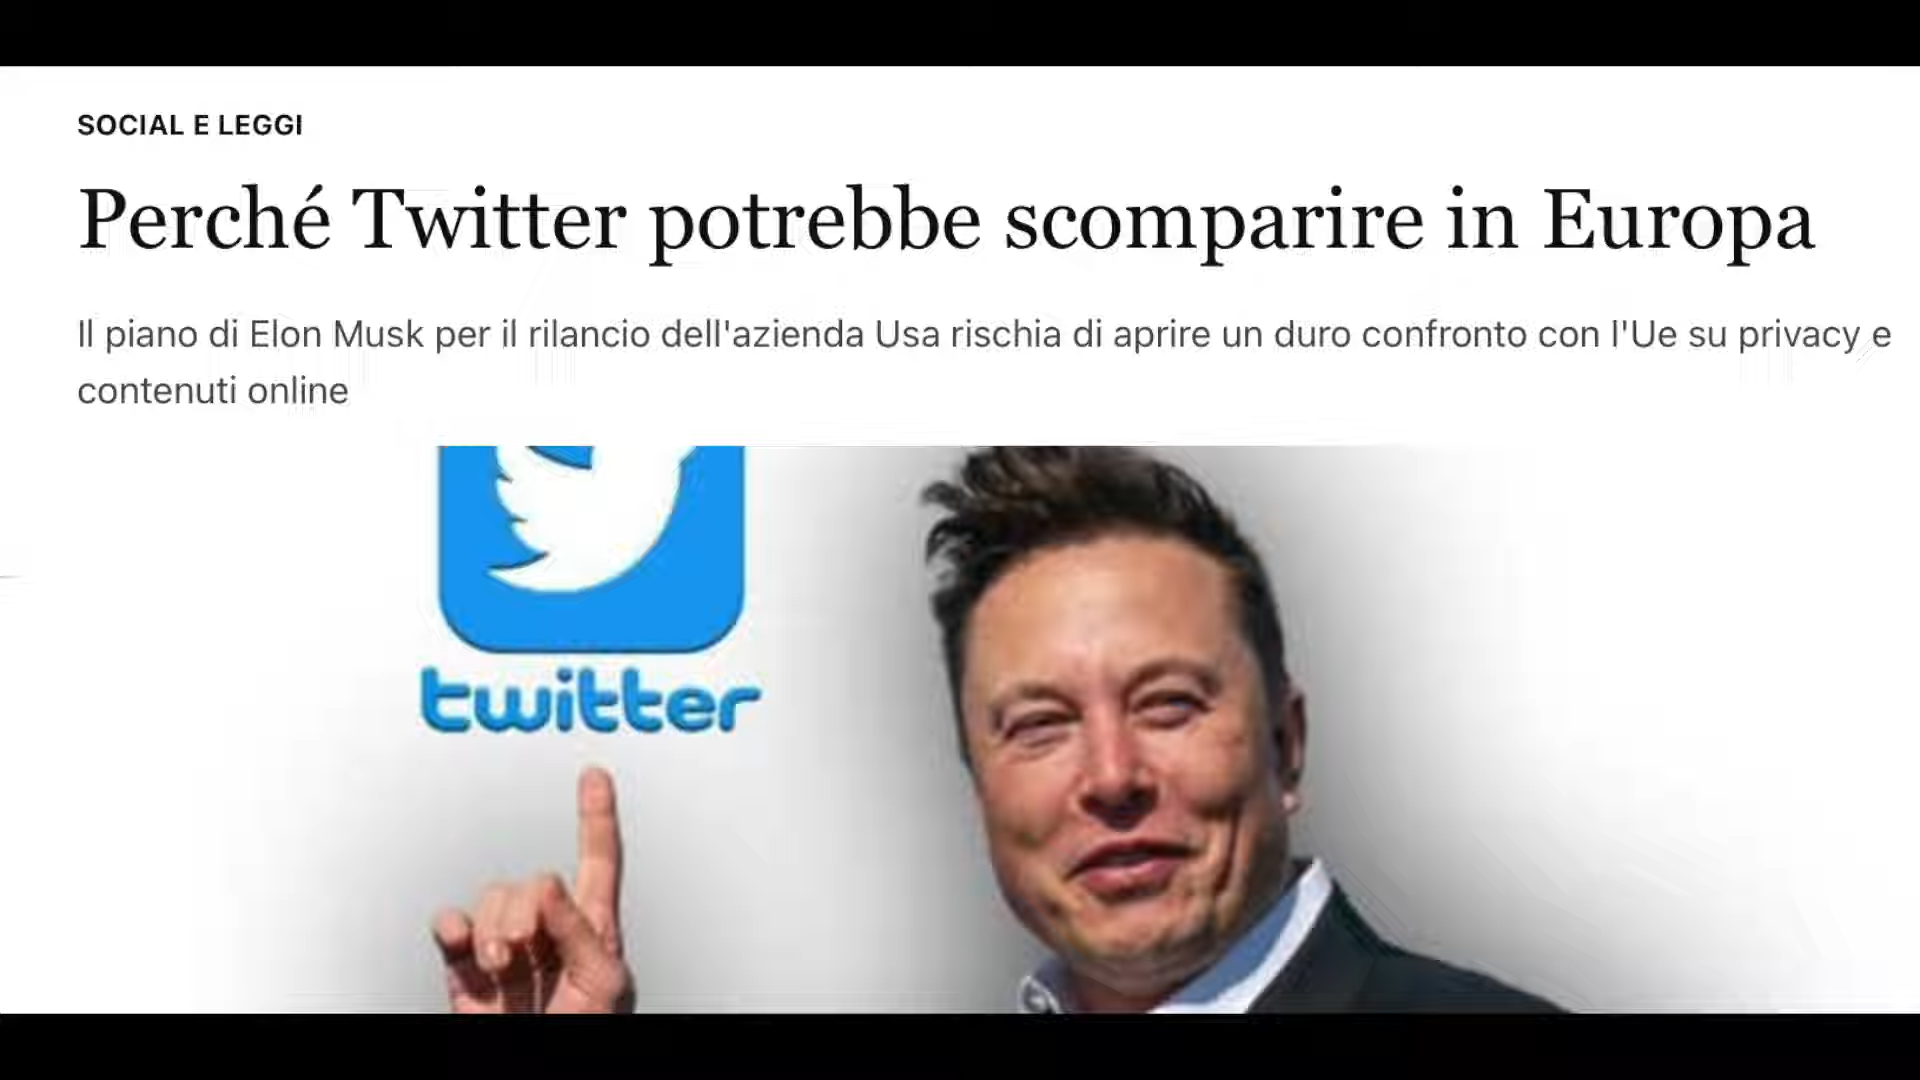 SOCIAL E LEGGI
Perché Twitter potrebbe scomparire in Europa
Il piano di Elon Musk per il rilancio dell'azienda Usa rischia di aprire un duro confronto con l'Ue su privacy e
contenuti online
twitter